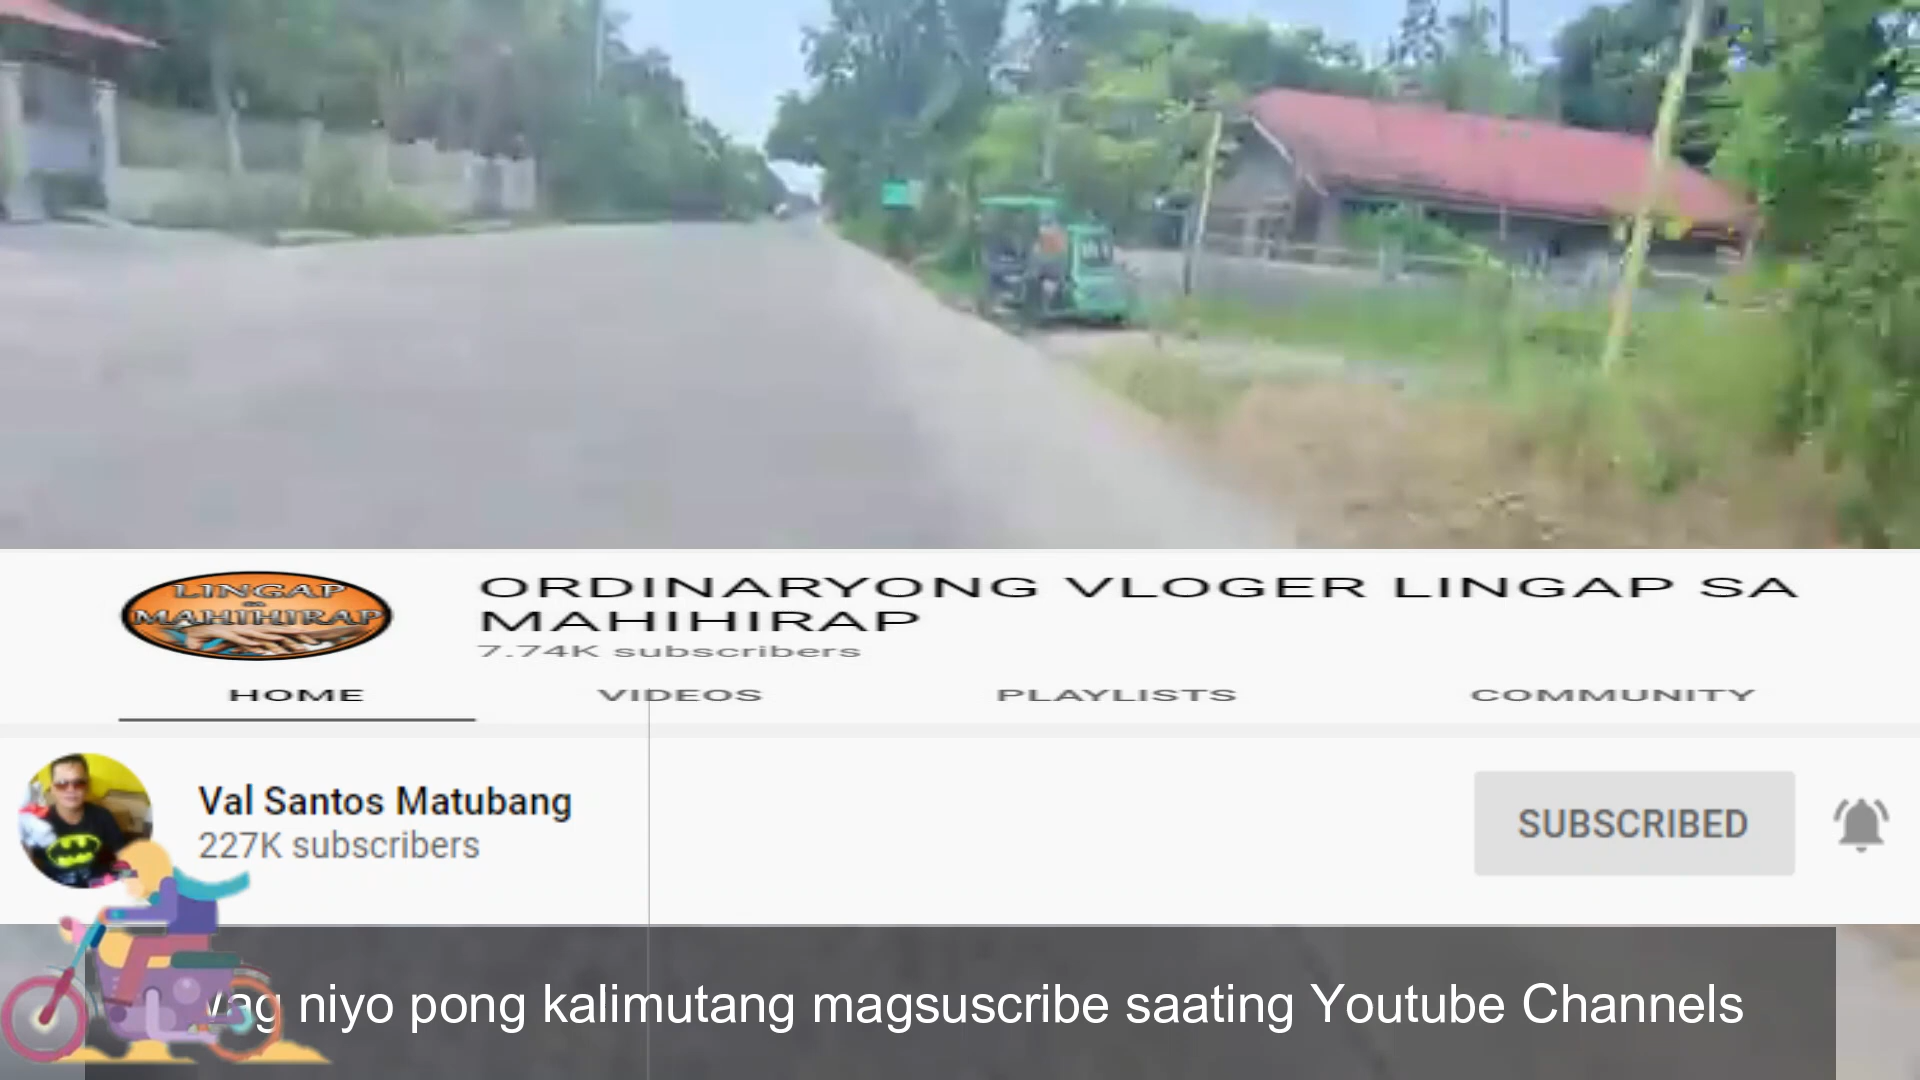 LINGAP
SA
MAHIHIRAP
ORDINARYONG VLOGER LINGAP SA
MAHIHIRAP
7.74K subscribers
HOME VIDEOS PLAYLISTS COMMUNITY
Val Santos Matubang
227K subscribers
SUBSCRIBED
niyo pong kalimutang magsuscribe saating Youtube Channels